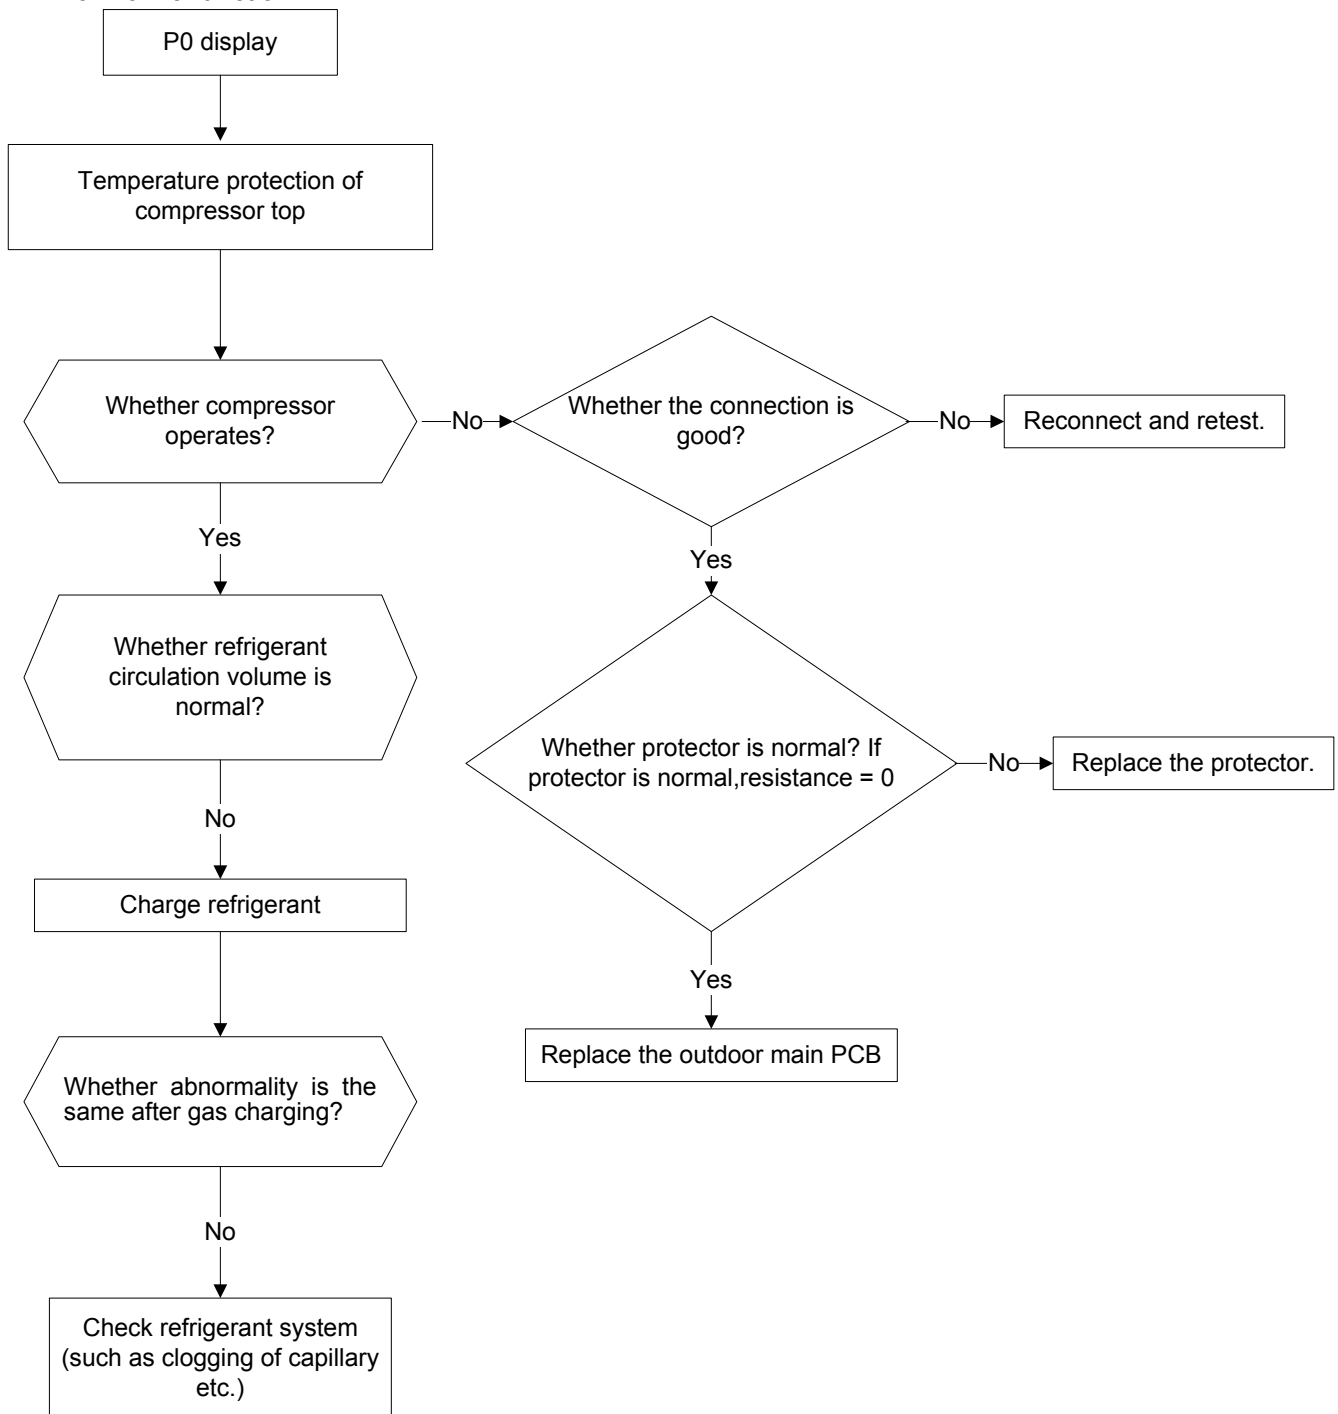 P0 display
Temperature protection of
compressor top
Whether compressor
operates?
No
Whether the connection is
good?
No
Reconnect and retest.
Yes
Yes
Whether refrigerant
circulation volume is
normal?
Whether protector is normal? If
protector is normal,resistance = 0
No
Replace the protector.
No
Charge refrigerant
Yes
Replace the outdoor main PCB
Whether abnormality is the
same after gas charging?
No
Check refrigerant system
(such as clogging of capillary
etc.)